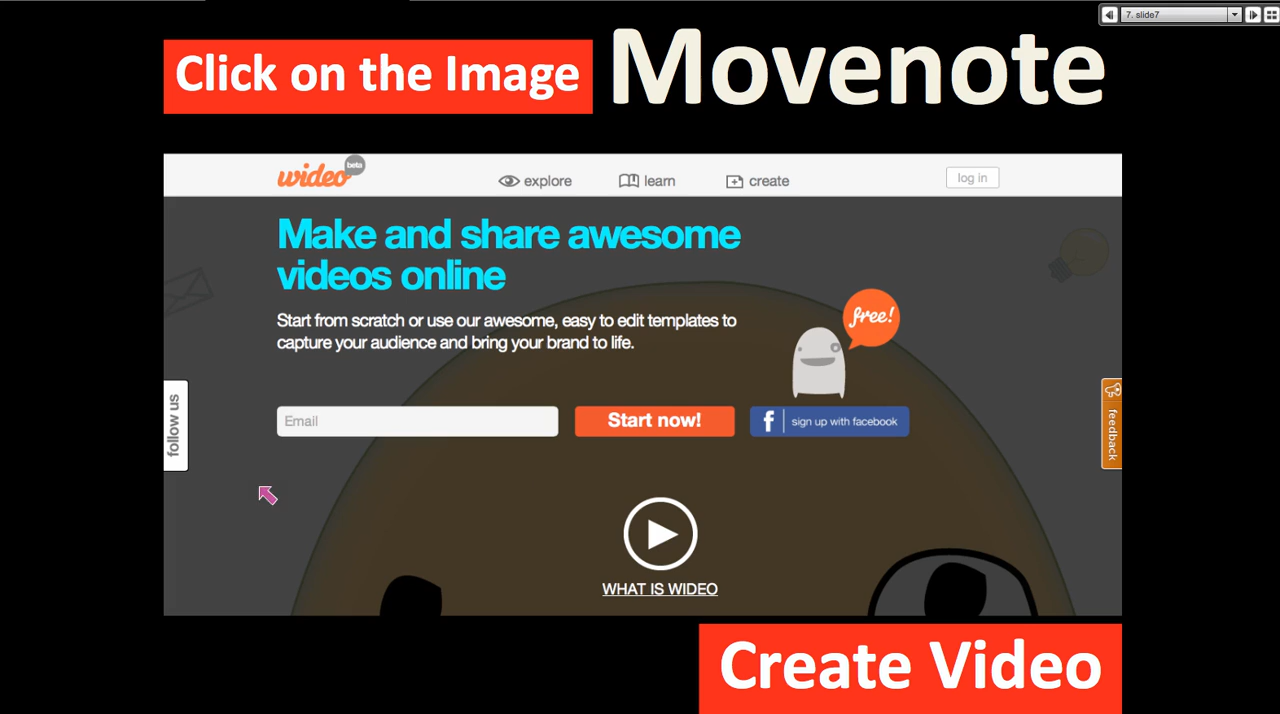 7. slide7
Click on the Image
Movenote
wideo beta
explore
learn
create
log in
Make and share awesome
videos online
Start from scratch or use our awesome, easy to edit templates to
capture your audience and bring your brand to life.
free!
follow us
Email
Start now!
f sign up with facebook
feedback
WHAT IS WIDEO
Create Video